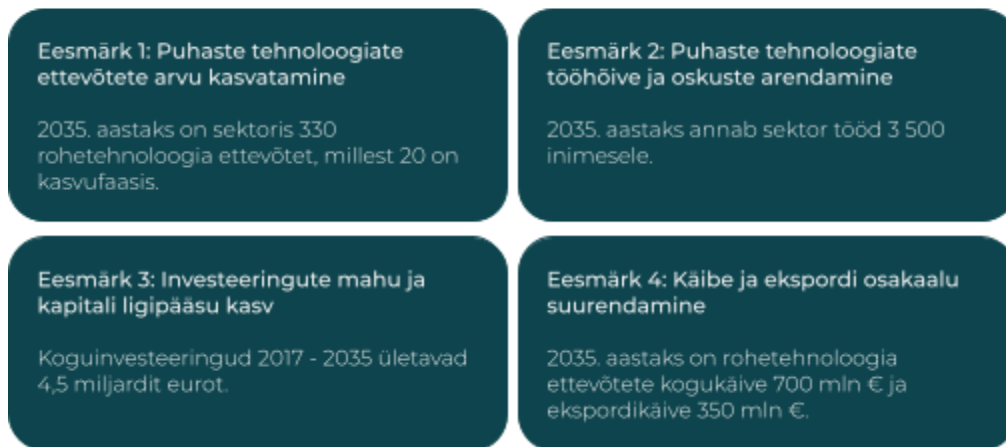 Eesmärk 1: Puhaste tehnoloogiate
ettevõtete arvu kasvatamine
2035. aastaks on sektoris 330
rohetehnoloogia ettevõtet, millest 20 on
kasvufaasis.
Eesmärk 2: Puhaste tehnoloogiate
tööhõive ja oskuste arendamine
2035. aastaks annab sektor tööd 3 500
inimesele.
Eesmärk 3: Investeeringute mahu ja
kapitali ligipääsu kasv
Koguinvesteeringud 2017 - 2035 ületavad
4,5 miljardit eurot.
Eesmärk 4: Käibe ja ekspordi osakaalu
suurendamine
2035. aastaks on rohetehnoloogia
ettevõtete kogukäive 700 mln € ja
ekspordikäive 350 mln €.